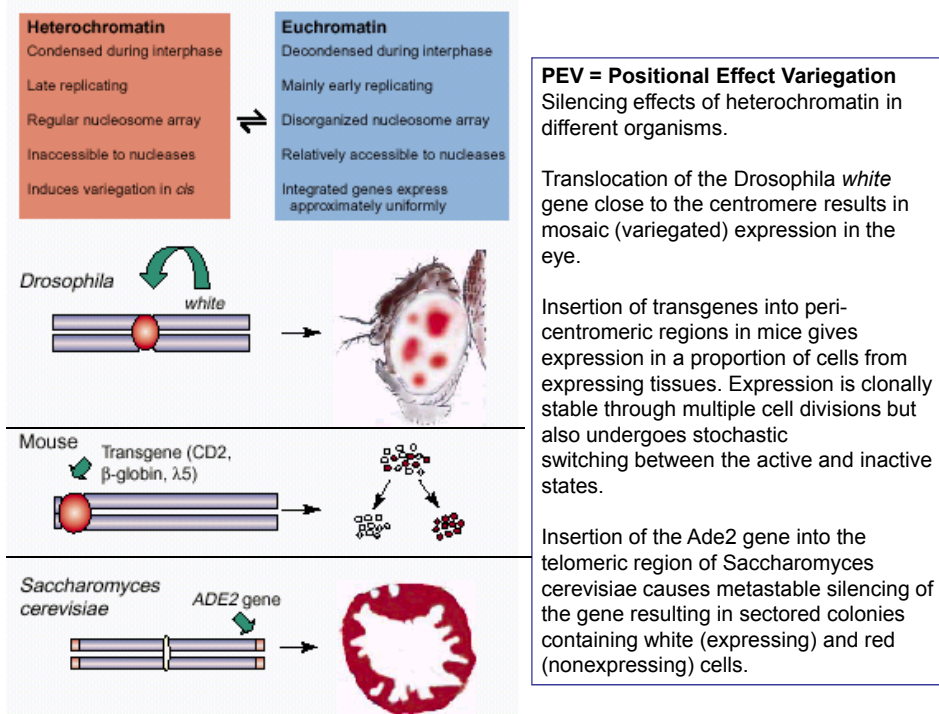 Heterochromatin
Condensed during interphase
Late replicating
Regular nucleosome array
Inaccessible to nucleases
Induces variegation in cis
Euchromatin
Decondensed during interphase
Mainly early replicating
Disorganized nucleosome array
Relatively accessible to nucleases
Integrated genes express
approximately uniformly
Drosophila
white
Mouse
Transgene (CD2,
β-globin, λ5)
Saccharomyces
cerevisiae
ADE2 gene
PEV = Positional Effect Variegation
Silencing effects of heterochromatin in
different organisms.
Translocation of the Drosophila white
gene close to the centromere results in
mosaic (variegated) expression in the
eye.
Insertion of transgenes into peri-
centromeric regions in mice gives
expression in a proportion of cells from
expressing tissues. Expression is clonally
stable through multiple cell divisions but
also undergoes stochastic
switching between the active and inactive
states.
Insertion of the Ade2 gene into the
telomeric region of Saccharomyces
cerevisiae causes metastable silencing of
the gene resulting in sectored colonies
containing white (expressing) and red
(nonexpressing) cells.